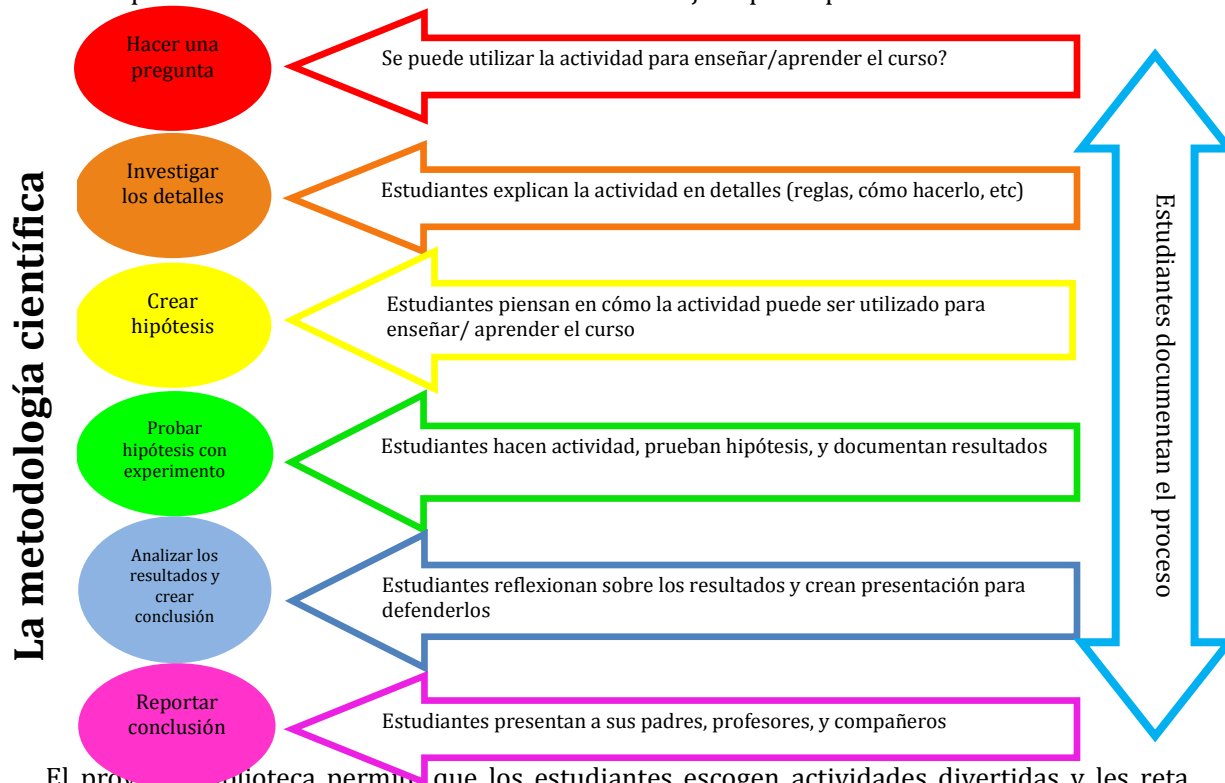 La metodología científica
Hacer una
pregunta
Se puede utilizar la actividad para enseñar/aprender el curso?
Investigar
los detalles
Estudiantes explican la actividad en detalles (reglas, cómo hacerlo, etc)
Crear
hipótesis
Estudiantes piensan en cómo la actividad puede ser utilizado para
enseñar/ aprender el curso
Probar
hipótesis con
experimento
Estudiantes hacen actividad, prueban hipótesis, y documentan resultados
Analizar los
resultados y
crear
conclusión
Estudiantes reflexionan sobre los resultados y crean presentación para
defenderlos
Reportar
conclusión
Estudiantes presentan a sus padres, profesores, y compañeros
Estudiantes documentan el proceso
El que los estudiantes escogen actividades divertidas y les reta